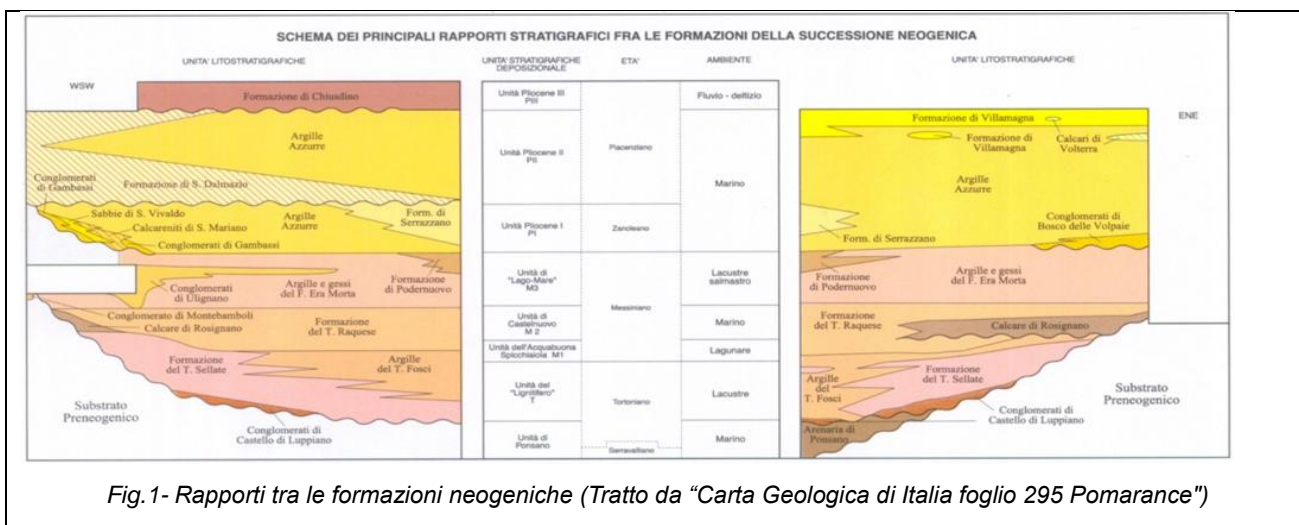 SCHEMA DEI PRINCIPALI RAPPORTI STRATIGRAFICI FRA LE FORMAZIONI DELLA SUCCESSIONE NEOGENICA
UNITA' LITOSTRATIGRAFICHE
WSW
Formazione di Chiusdino
Argille
Azzurre
Conglomerati
di Gambassi
Formazione di S. Dalmazio
Sabbie di S. Vivaldo
Calcareniti di S. Mariano
Conglomerati di Gambassi
Argille
Azzurre
Form. di
Serrazzano
Conglomerati
di Ulignano
Argille e gessi
del F. Era Morta
Formazione
di Podernuovo
Conglomerato di Montebamboli
Calcare di Rosignano
Formazione
del T. Raquese
Formazione
del T. Sellate
Argille
del T. Fosci
Substrato
Preneogenico
Conglomerati di
Castello di Luppiano
UNITA' STRATIGRAFICHE
DEPOSIZIONALE
ETA'
AMBIENTE
Unità Pliocene III
PIII
Fluvio - deltizio
Unità Pliocene II
PII
Piacenziano
Marino
Unità Pliocene I
PI
Zancleano
Unità di
"Lago-Mare"
M3
Lacustre
salmastro
Messiniano
Unità di
Castelnuovo
M 2
Marino
Unità dell'Acquabuona
Spicchiaiola M1
Lagunare
Unità del
"Lignitifero"
T
Tortoniano
Lacustre
Unità di
Ponsano
Serravalliano
Marino
UNITA' LITOSTRATIGRAFICHE
ENE
Formazione di Villamagna
Formazione di
Villamagna
Calcari di
Volterra
Argille
Azzurre
Form. di Serrazzano
Conglomerati di
Bosco delle Volpaie
Formazione
di Podernuovo
Argille e gessi
del F. Era Morta
Formazione
del T. Raquese
Calcare di Rosignano
Argille
del
T. Fosci
Formazione
del T. Sellate
Substrato
Preneogenico
Conglomerati di
Castello di Luppiano
Arenaria di
Ponsano
Fig.1- Rapporti tra le formazioni neogeniche (Tratto da “Carta Geologica di Italia foglio 295 Pomarance")